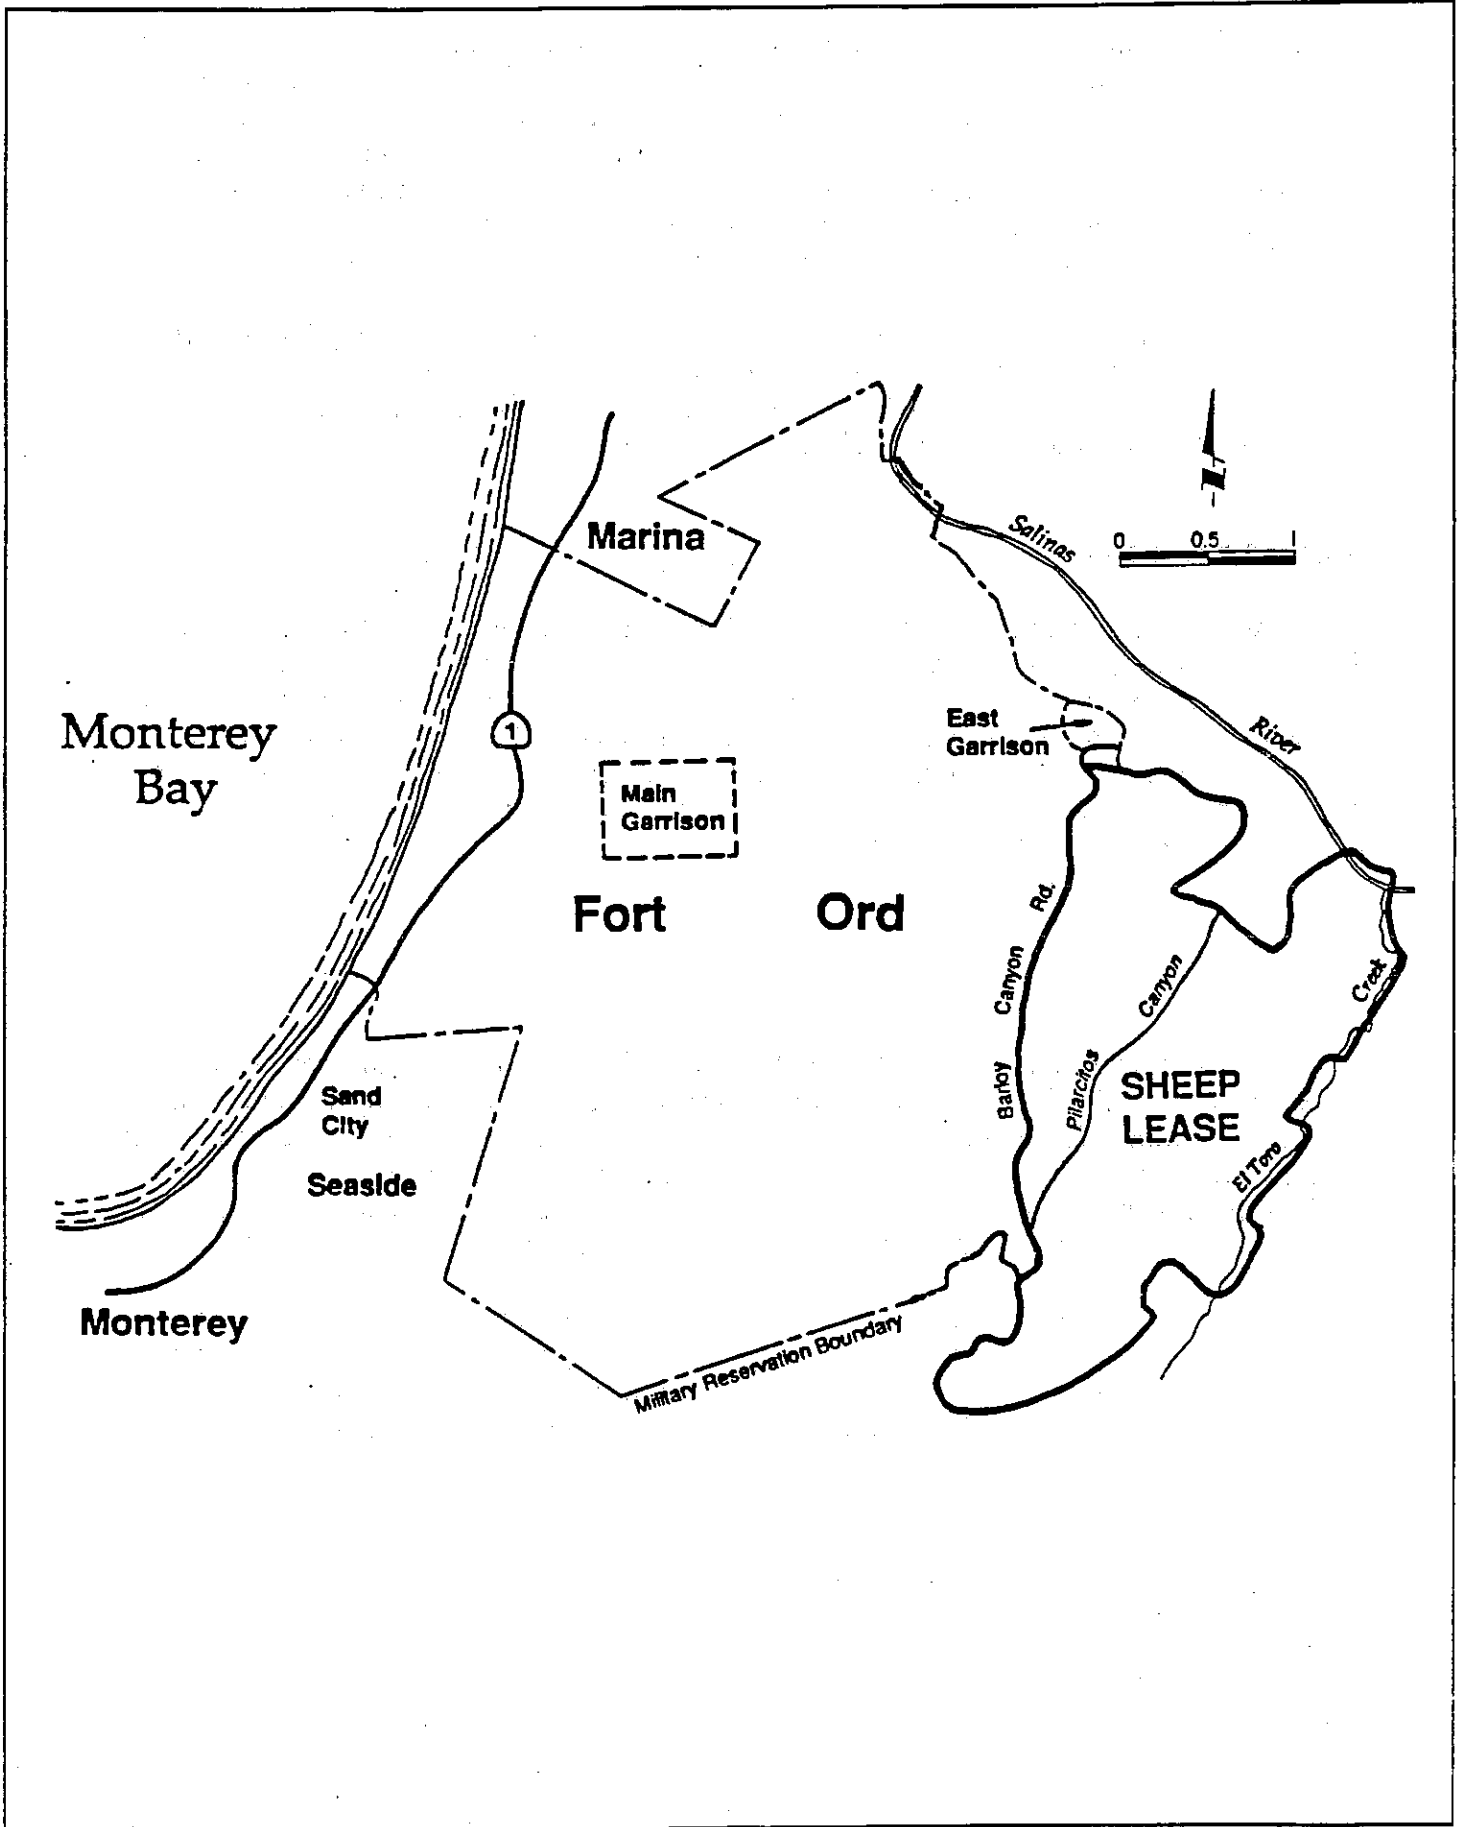 Marina
Salinas
River
0 0.5 1
N
Monterey
Bay
1
East
Garrison
Main
Garrison
Fort Ord
Barloy Canyon Rd.
Pilarcitos Canyon
SHEEP
LEASE
El Toro Creek
Sand
City
Seaside
Monterey
Military Reservation Boundary